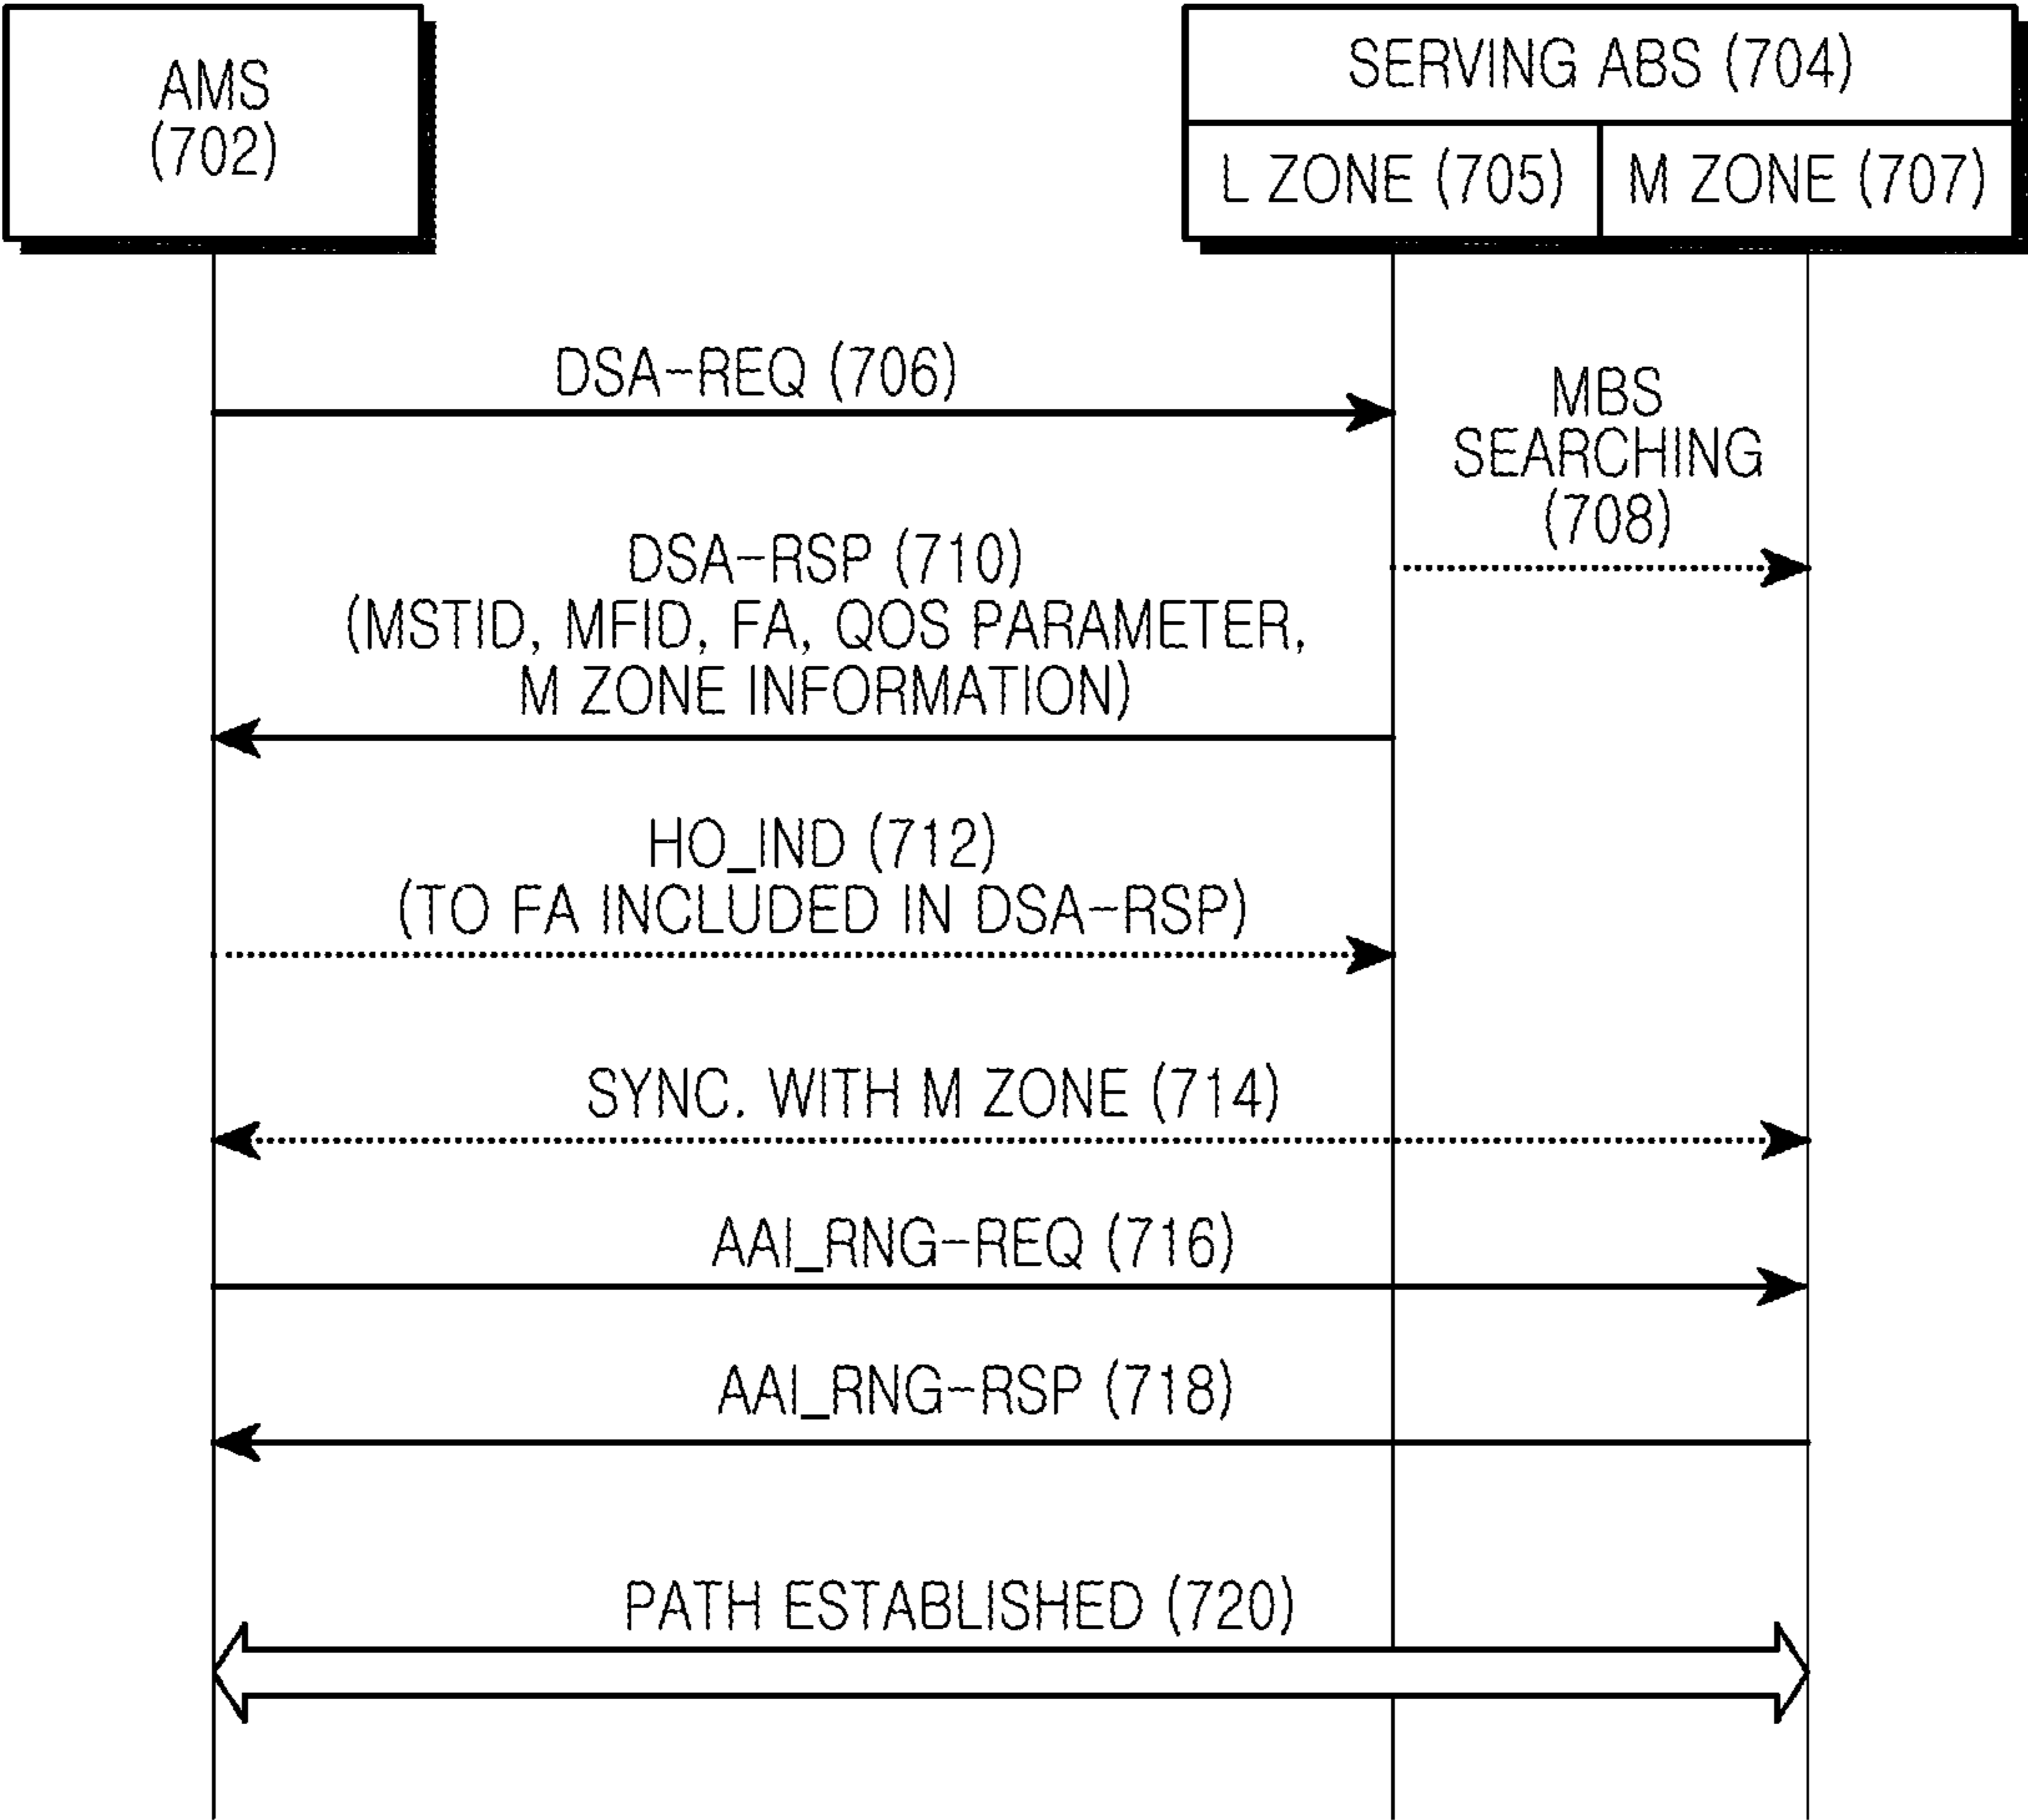 AMS
(702)
SERVING ABS (704)
L ZONE (705)
M ZONE (707)
DSA-REQ (706)
MBS
SEARCHING
(708)
DSA-RSP (710)
(MSTID, MFID, FA, QOS PARAMETER,
M ZONE INFORMATION)
HO_IND (712)
(TO FA INCLUDED IN DSA-RSP)
SYNC. WITH M ZONE (714)
AAI_RNG-REQ (716)
AAI_RNG-RSP (718)
PATH ESTABLISHED (720)